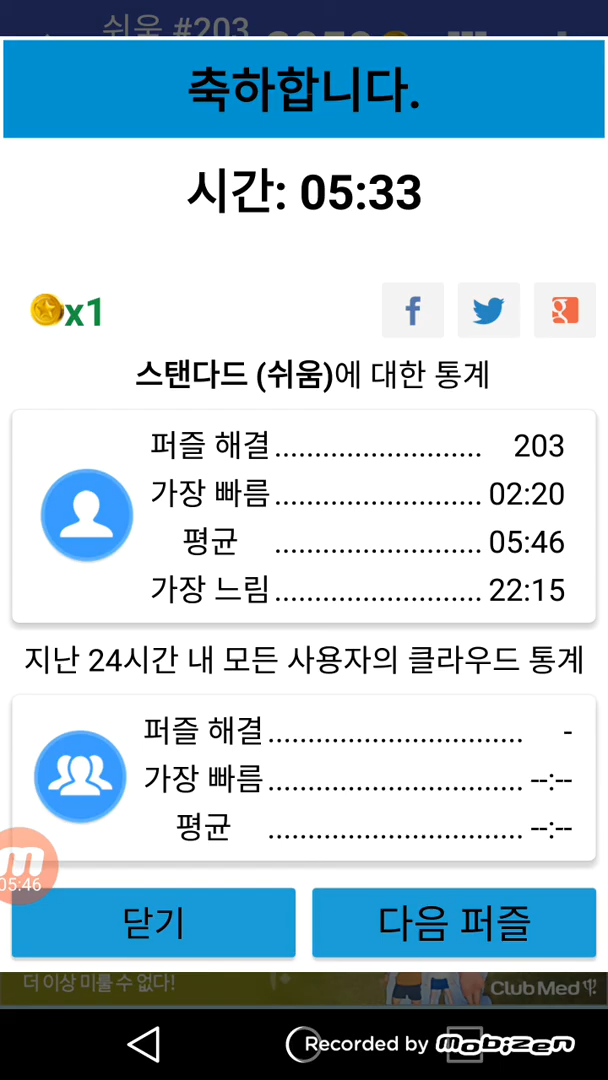 쉬움 #203
축하합니다.
시간: 05:33
x1
스탠다드 (쉬움)에 대한 통계
퍼즐 해결.......................... 203
가장 빠름.......................... 02:20
평균 .......................... 05:46
가장 느림.......................... 22:15
지난 24시간 내 모든 사용자의 클라우드 통계
퍼즐 해결................................ -
가장 빠름................................ --:--
평균 ................................ --:--
05:46
닫기
다음 퍼즐
더 이상 미룰 수 없다!
Club Med
Recorded by Mobizen